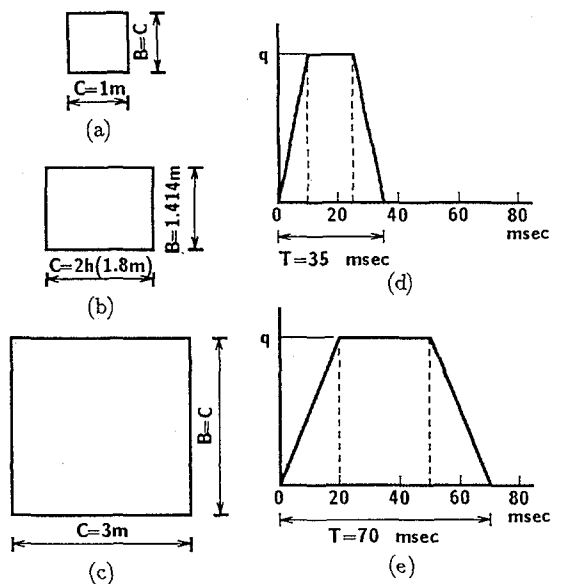 B=C
C=1m
(a)
B=1.414m
C=2h(1.8m)
(b)
B=C
C=3m
(c)
q
0 20 40 60 80
msec
T=35 msec
(d)
q
0 20 40 60 80
msec
T=70 msec
(e)